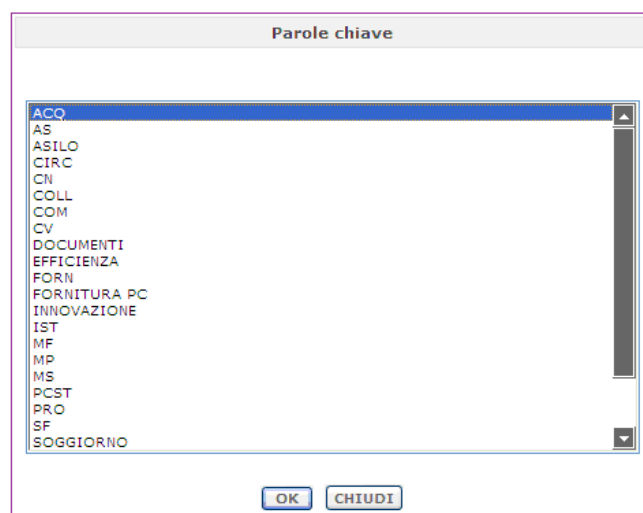 Parole chiave
ACQ
AS
ASILO
CIRC
CN
COLL
COM
CV
DOCUMENTI
EFFICIENZA
FORN
FORNITURA PC
INNOVAZIONE
IST
MF
MP
MS
PCST
PRO
SF
SOGGIORNO
OK CHIUDI